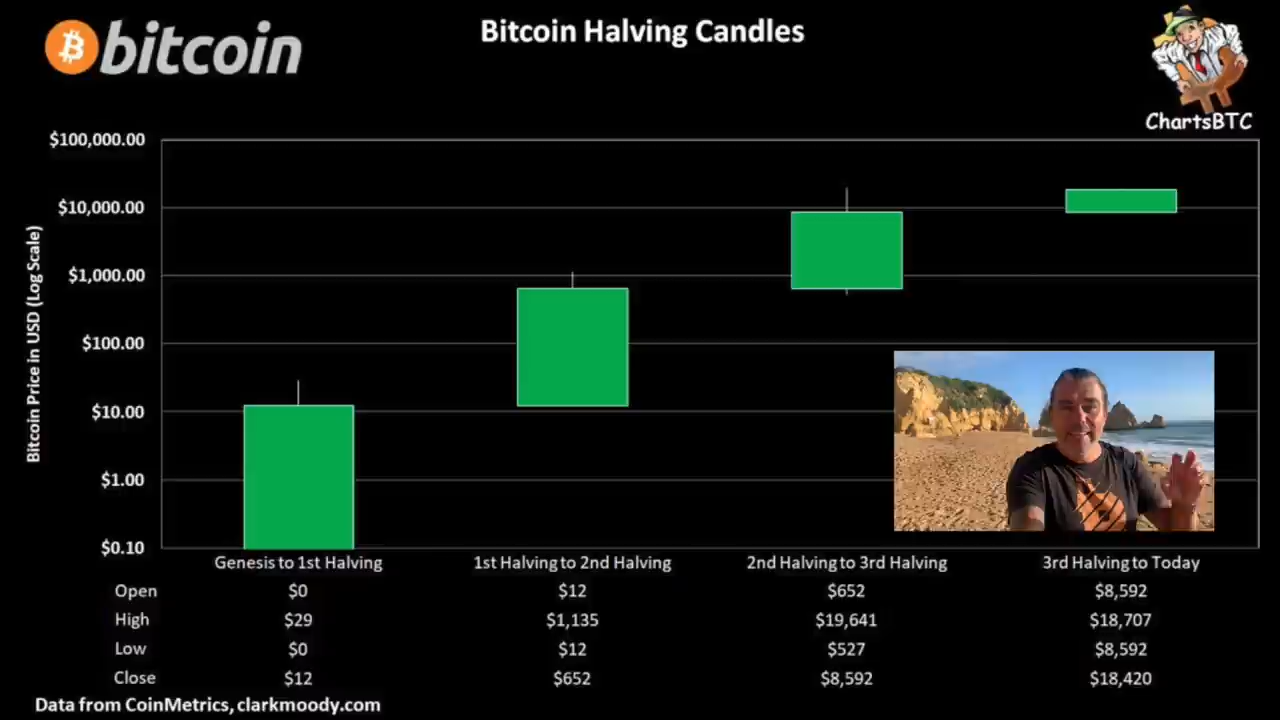 bitcoin
Bitcoin Halving Candles
ChartsBTC
Bitcoin Price in USD (Log Scale)
$100,000.00
$10,000.00
$1,000.00
$100.00
$10.00
$1.00
$0.10
Genesis to 1st Halving 1st Halving to 2nd Halving 2nd Halving to 3rd Halving 3rd Halving to Today
Open $0 $12 $652 $8,592
High $29 $1,135 $19,641 $18,707
Low $0 $12 $527 $8,592
Close $12 $652 $8,592 $18,420
Data from CoinMetrics, clarkmoody.com